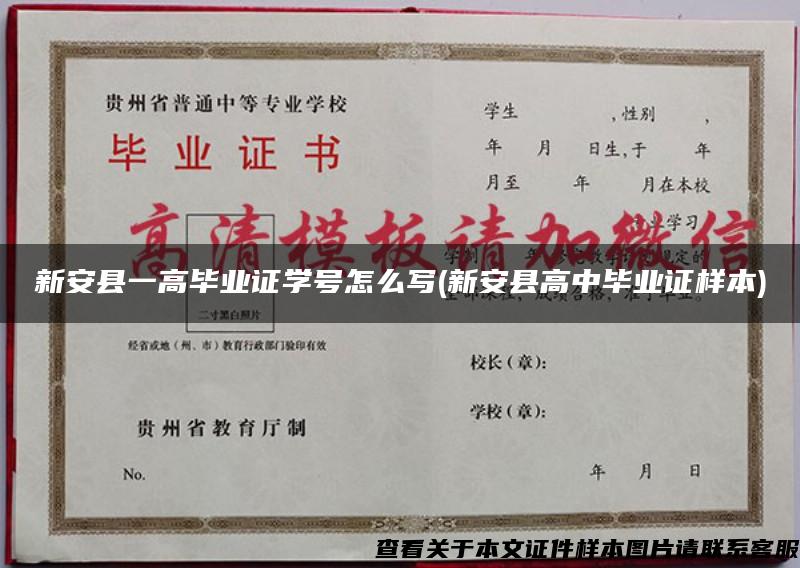 贵州省普通中等专业学校
毕业证书
二寸黑白照片
经省或地（州、市）教育行政部门验印有效
贵州省教育厅制
No.
学生 ,性别 ,
年 月 日生,于 年
月至 年 月在本校
专业学习
校长（章）：
学校（章）：
年 月 日
高清模板请加微信
新安县一高毕业证学号怎么写(新安县高中毕业证样本)
查看关于本文证件样本图片请联系客服